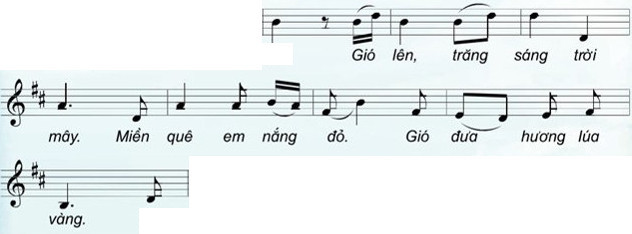 Gió lên, trăng sáng trời
mây. Miền quê em nắng đỏ. Gió đưa hương lúa
vàng.